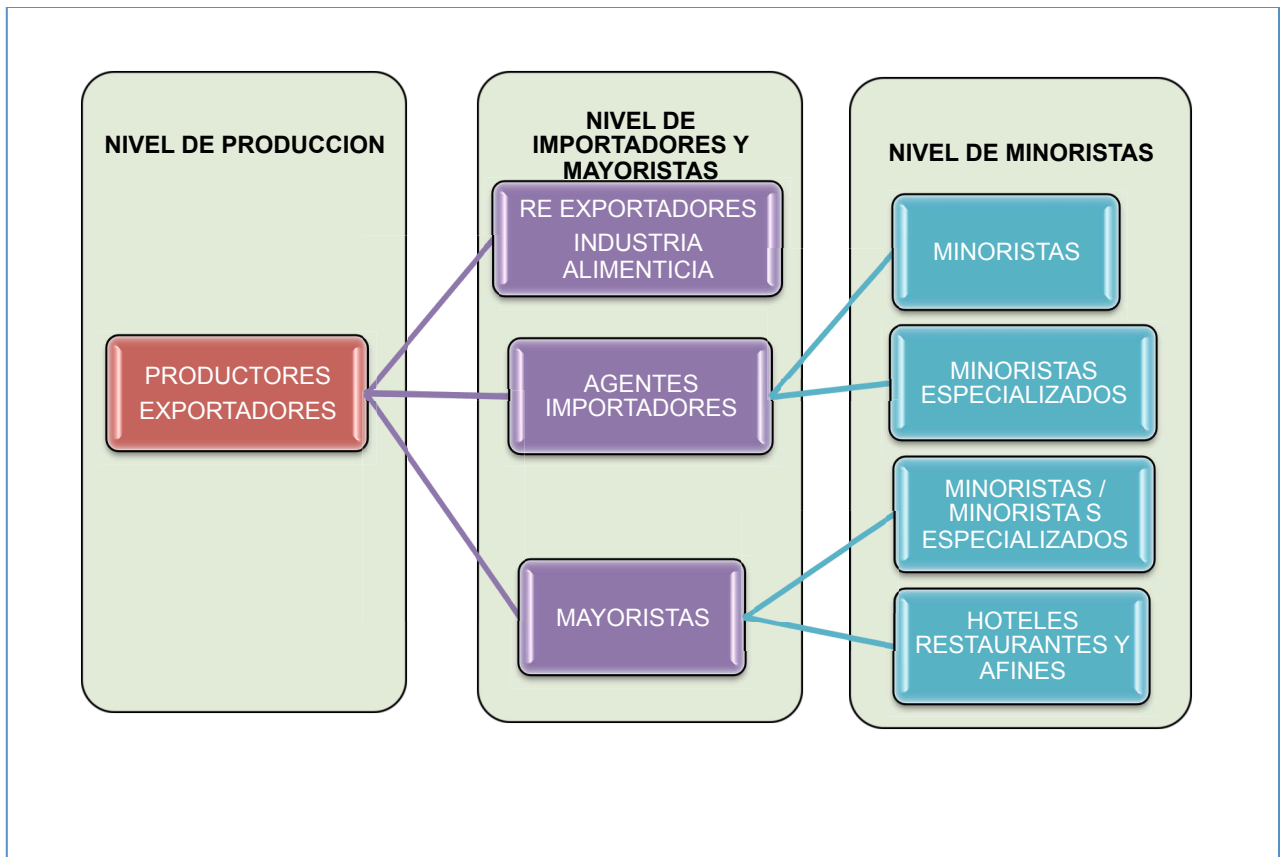 NIVEL DE PRODUCCION
PRODUCTORES
EXPORTADORES
NIVEL DE
IMPORTADORES Y
MAYORISTAS
RE EXPORTADORES
INDUSTRIA
ALIMENTICIA
AGENTES
IMPORTADORES
MAYORISTAS
NIVEL DE MINORISTAS
MINORISTAS
MINORISTAS
ESPECIALIZADOS
MINORISTAS /
MINORISTA S
ESPECIALIZADOS
HOTELES
RESTAURANTES Y
AFINES